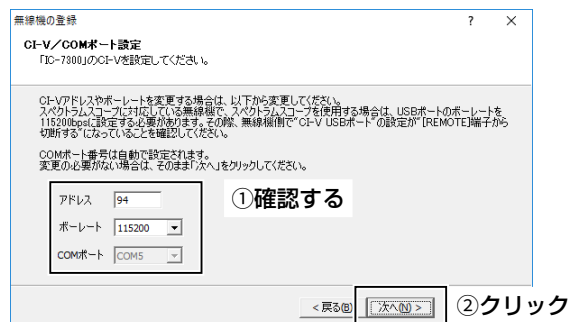 無線機の登録 ? ×
CI-V/COMポート設定
「IC-7300」のCI-Vを設定してください。
CI-Vアドレスやボーレートを変更する場合は、以下から変更してください。
スペクトラムスコープに対応している無線機で、スペクトラムスコープを使用する場合は、USBポートのボーレートを
115200bpsに設定する必要があります。その際、無線機側で"CI-V USBポート"の設定が"[REMOTE]端子から
切断する"になっていることを確認してください。
COMポート番号は自動で設定されます。
変更の必要がない場合は、そのまま「次へ」をクリックしてください。
アドレス 94
ボーレート 115200
COMポート COM5
①確認する
< 戻る(B) 次へ(N) >
②クリック